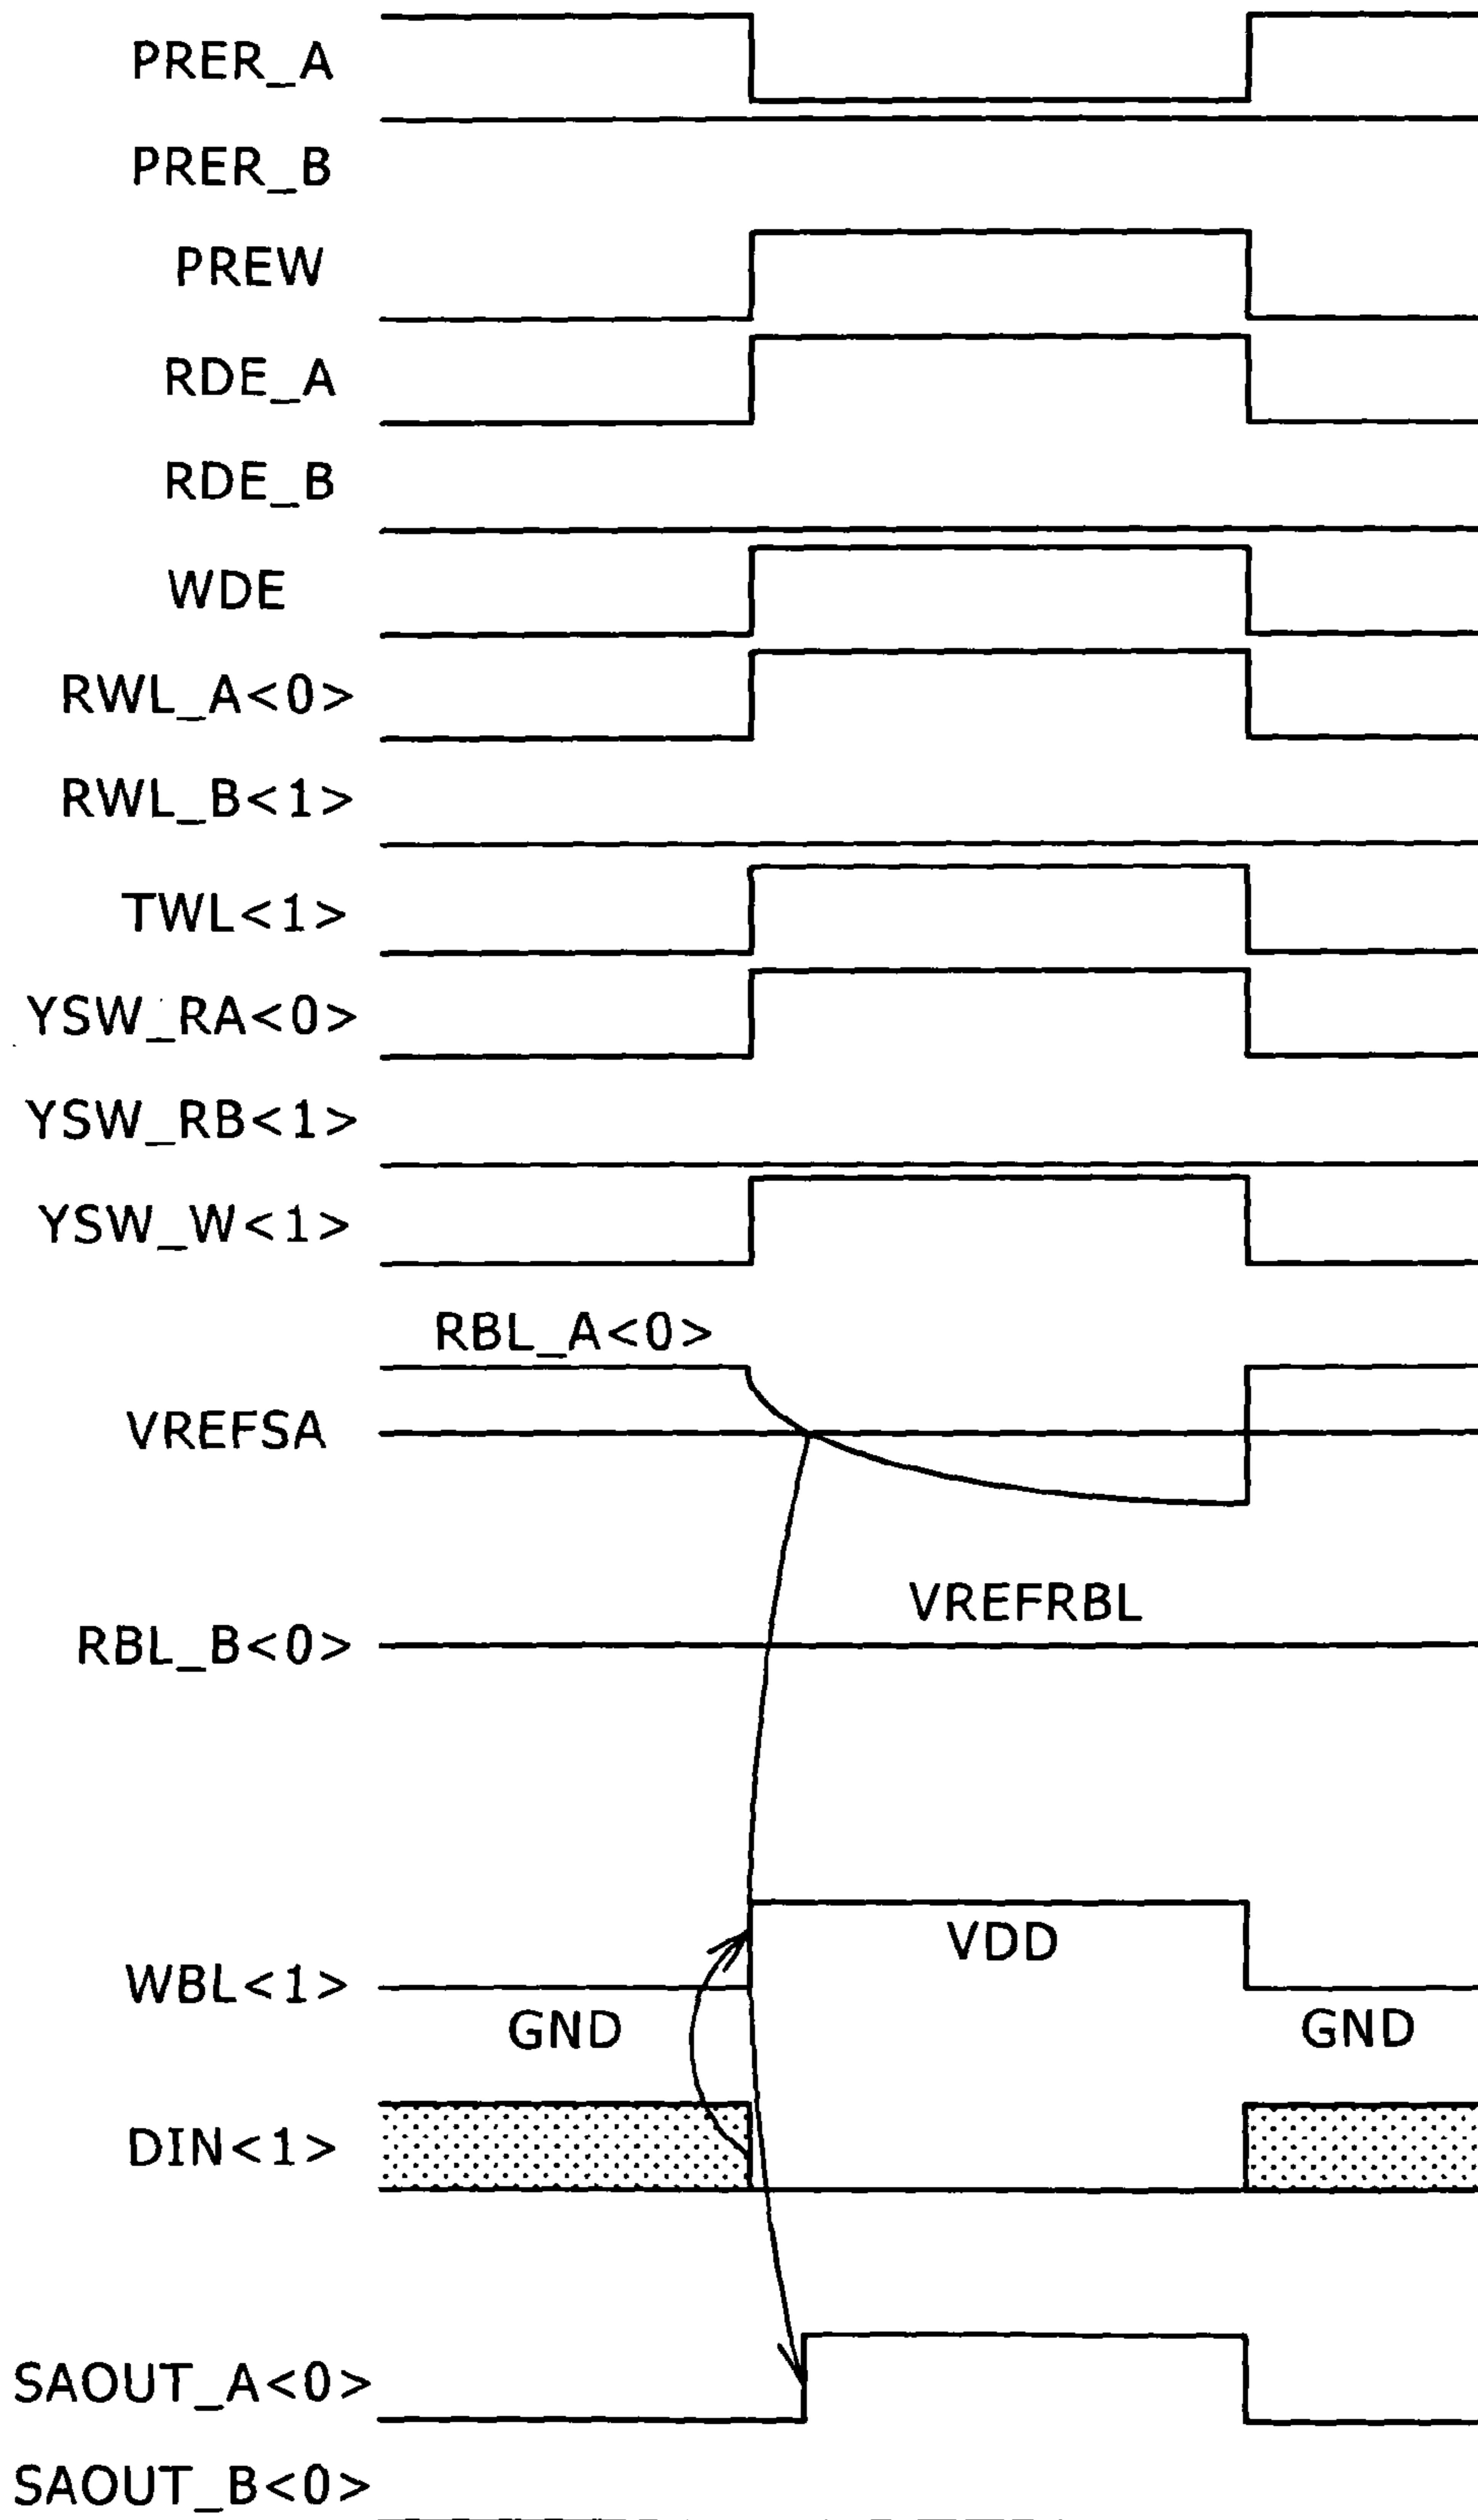 PRER_A
PRER_B
PREW
RDE_A
RDE_B
WDE
RWL_A<0>
RWL_B<1>
TWL<1>
YSW_RA<0>
YSW_RB<1>
YSW_W<1>
RBL_A<0>
VREFSA
VREFRBL
RBL_B<0>
VDD
WBL<1>
GND GND
DIN<1>
SAOUT_A<0>
SAOUT_B<0>